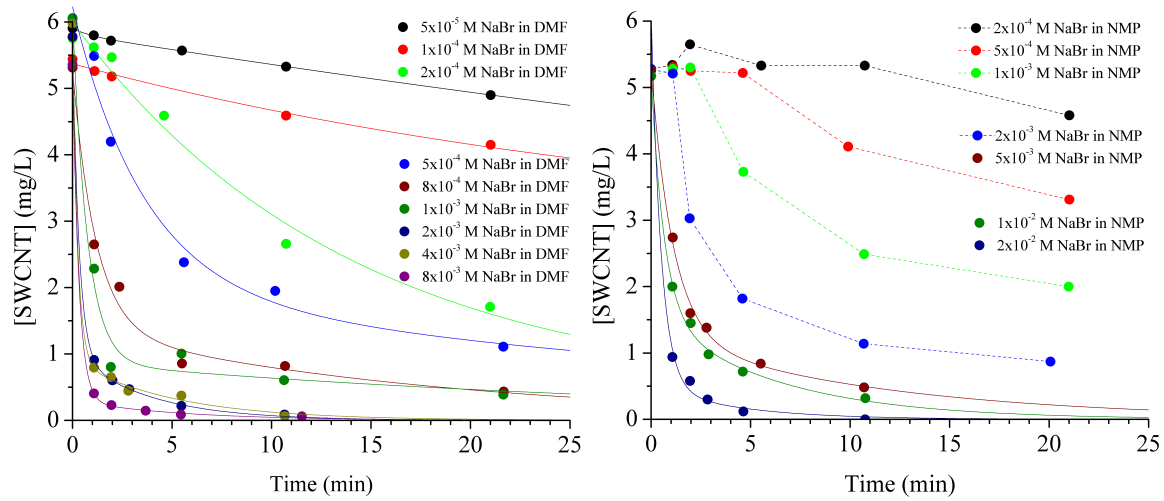 [SWCNT] (mg/L)
6
5
4
3
2
1
0
5x10⁻⁵ M NaBr in DMF
1x10⁻⁴ M NaBr in DMF
2x10⁻⁴ M NaBr in DMF
5x10⁻⁴ M NaBr in DMF
8x10⁻⁴ M NaBr in DMF
1x10⁻³ M NaBr in DMF
2x10⁻³ M NaBr in DMF
4x10⁻³ M NaBr in DMF
8x10⁻³ M NaBr in DMF
0 5 10 15 20 25
Time (min)
[SWCNT] (mg/L)
6
5
4
3
2
1
0
2x10⁻⁴ M NaBr in NMP
5x10⁻⁴ M NaBr in NMP
1x10⁻³ M NaBr in NMP
2x10⁻³ M NaBr in NMP
5x10⁻³ M NaBr in NMP
1x10⁻² M NaBr in NMP
2x10⁻² M NaBr in NMP
0 5 10 15 20 25
Time (min)